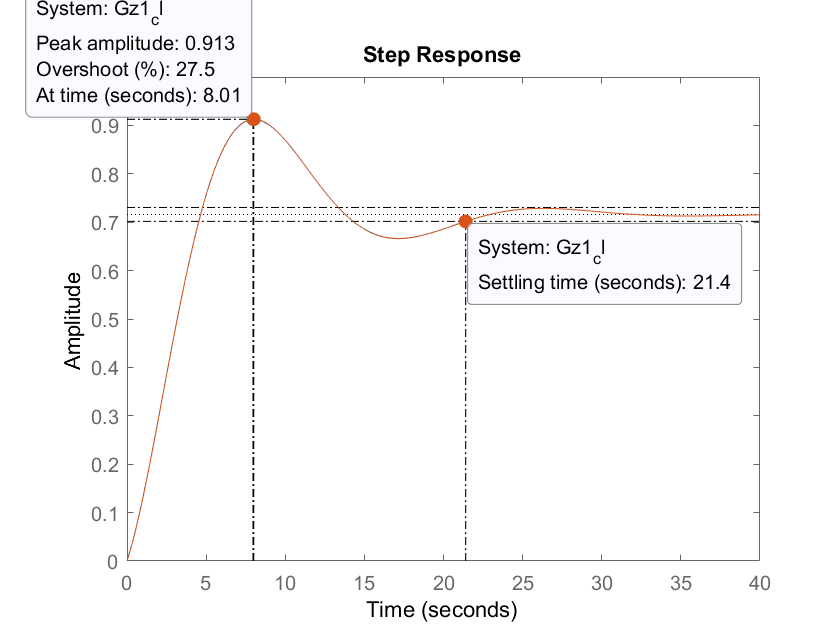 System: Gz1_cl
Peak amplitude: 0.913
Overshoot (%): 27.5
At time (seconds): 8.01
Step Response
0.9
0.8
0.7
0.6
0.5
0.4
0.3
0.2
0.1
0
Amplitude
System: Gz1_cl
Settling time (seconds): 21.4
0 5 10 15 20 25 30 35 40
Time (seconds)